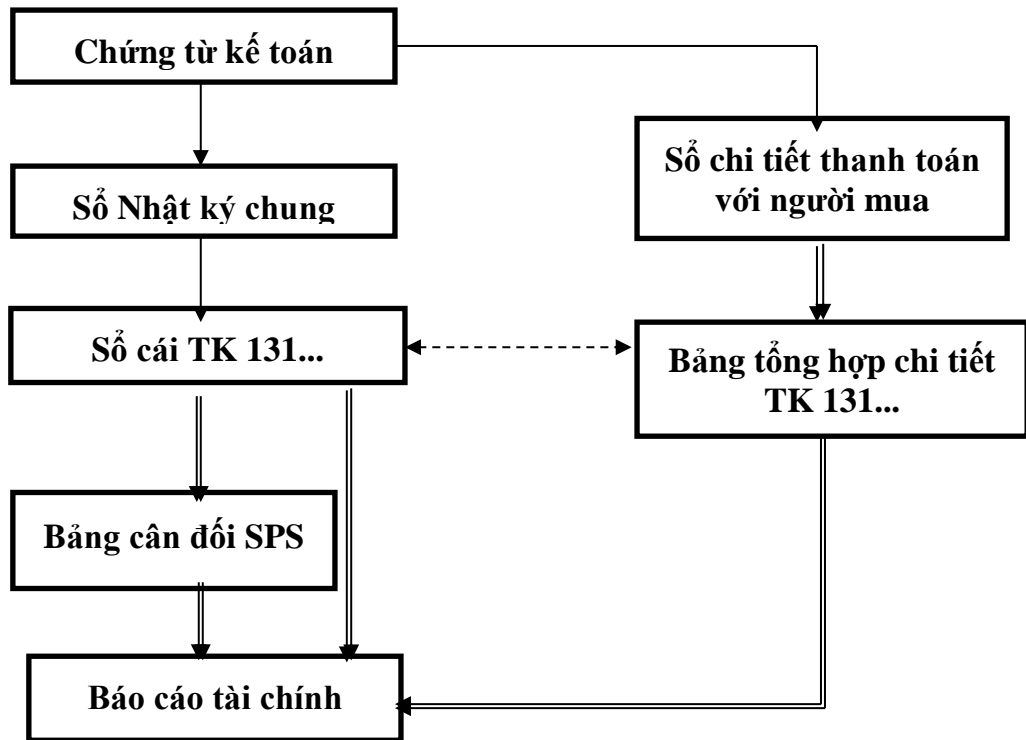 Chứng từ kế toán
Sổ chi tiết thanh toán
với người mua
Sổ Nhật ký chung
Sổ cái TK 131...
Bảng tổng hợp chi tiết
TK 131...
Bảng cân đối SPS
Báo cáo tài chính